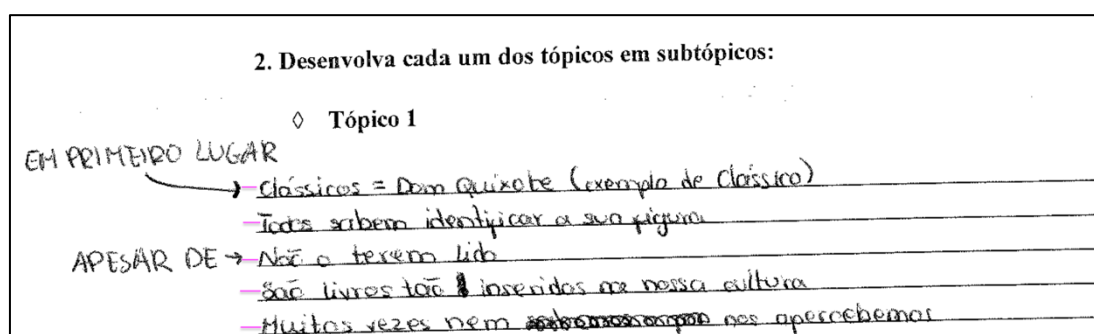 2. Desenvolva cada um dos tópicos em subtópicos:
◊ Tópico 1
EM PRIMEIRO LUGAR
- Clássicos = Dom Quixote (exemplo de Clássico)
- Todos sabem identificar a sua figura
APESAR DE → - Não o terem lido
- São livros tão inseridos na nossa cultura
- Muitas vezes nem nos apercebemos